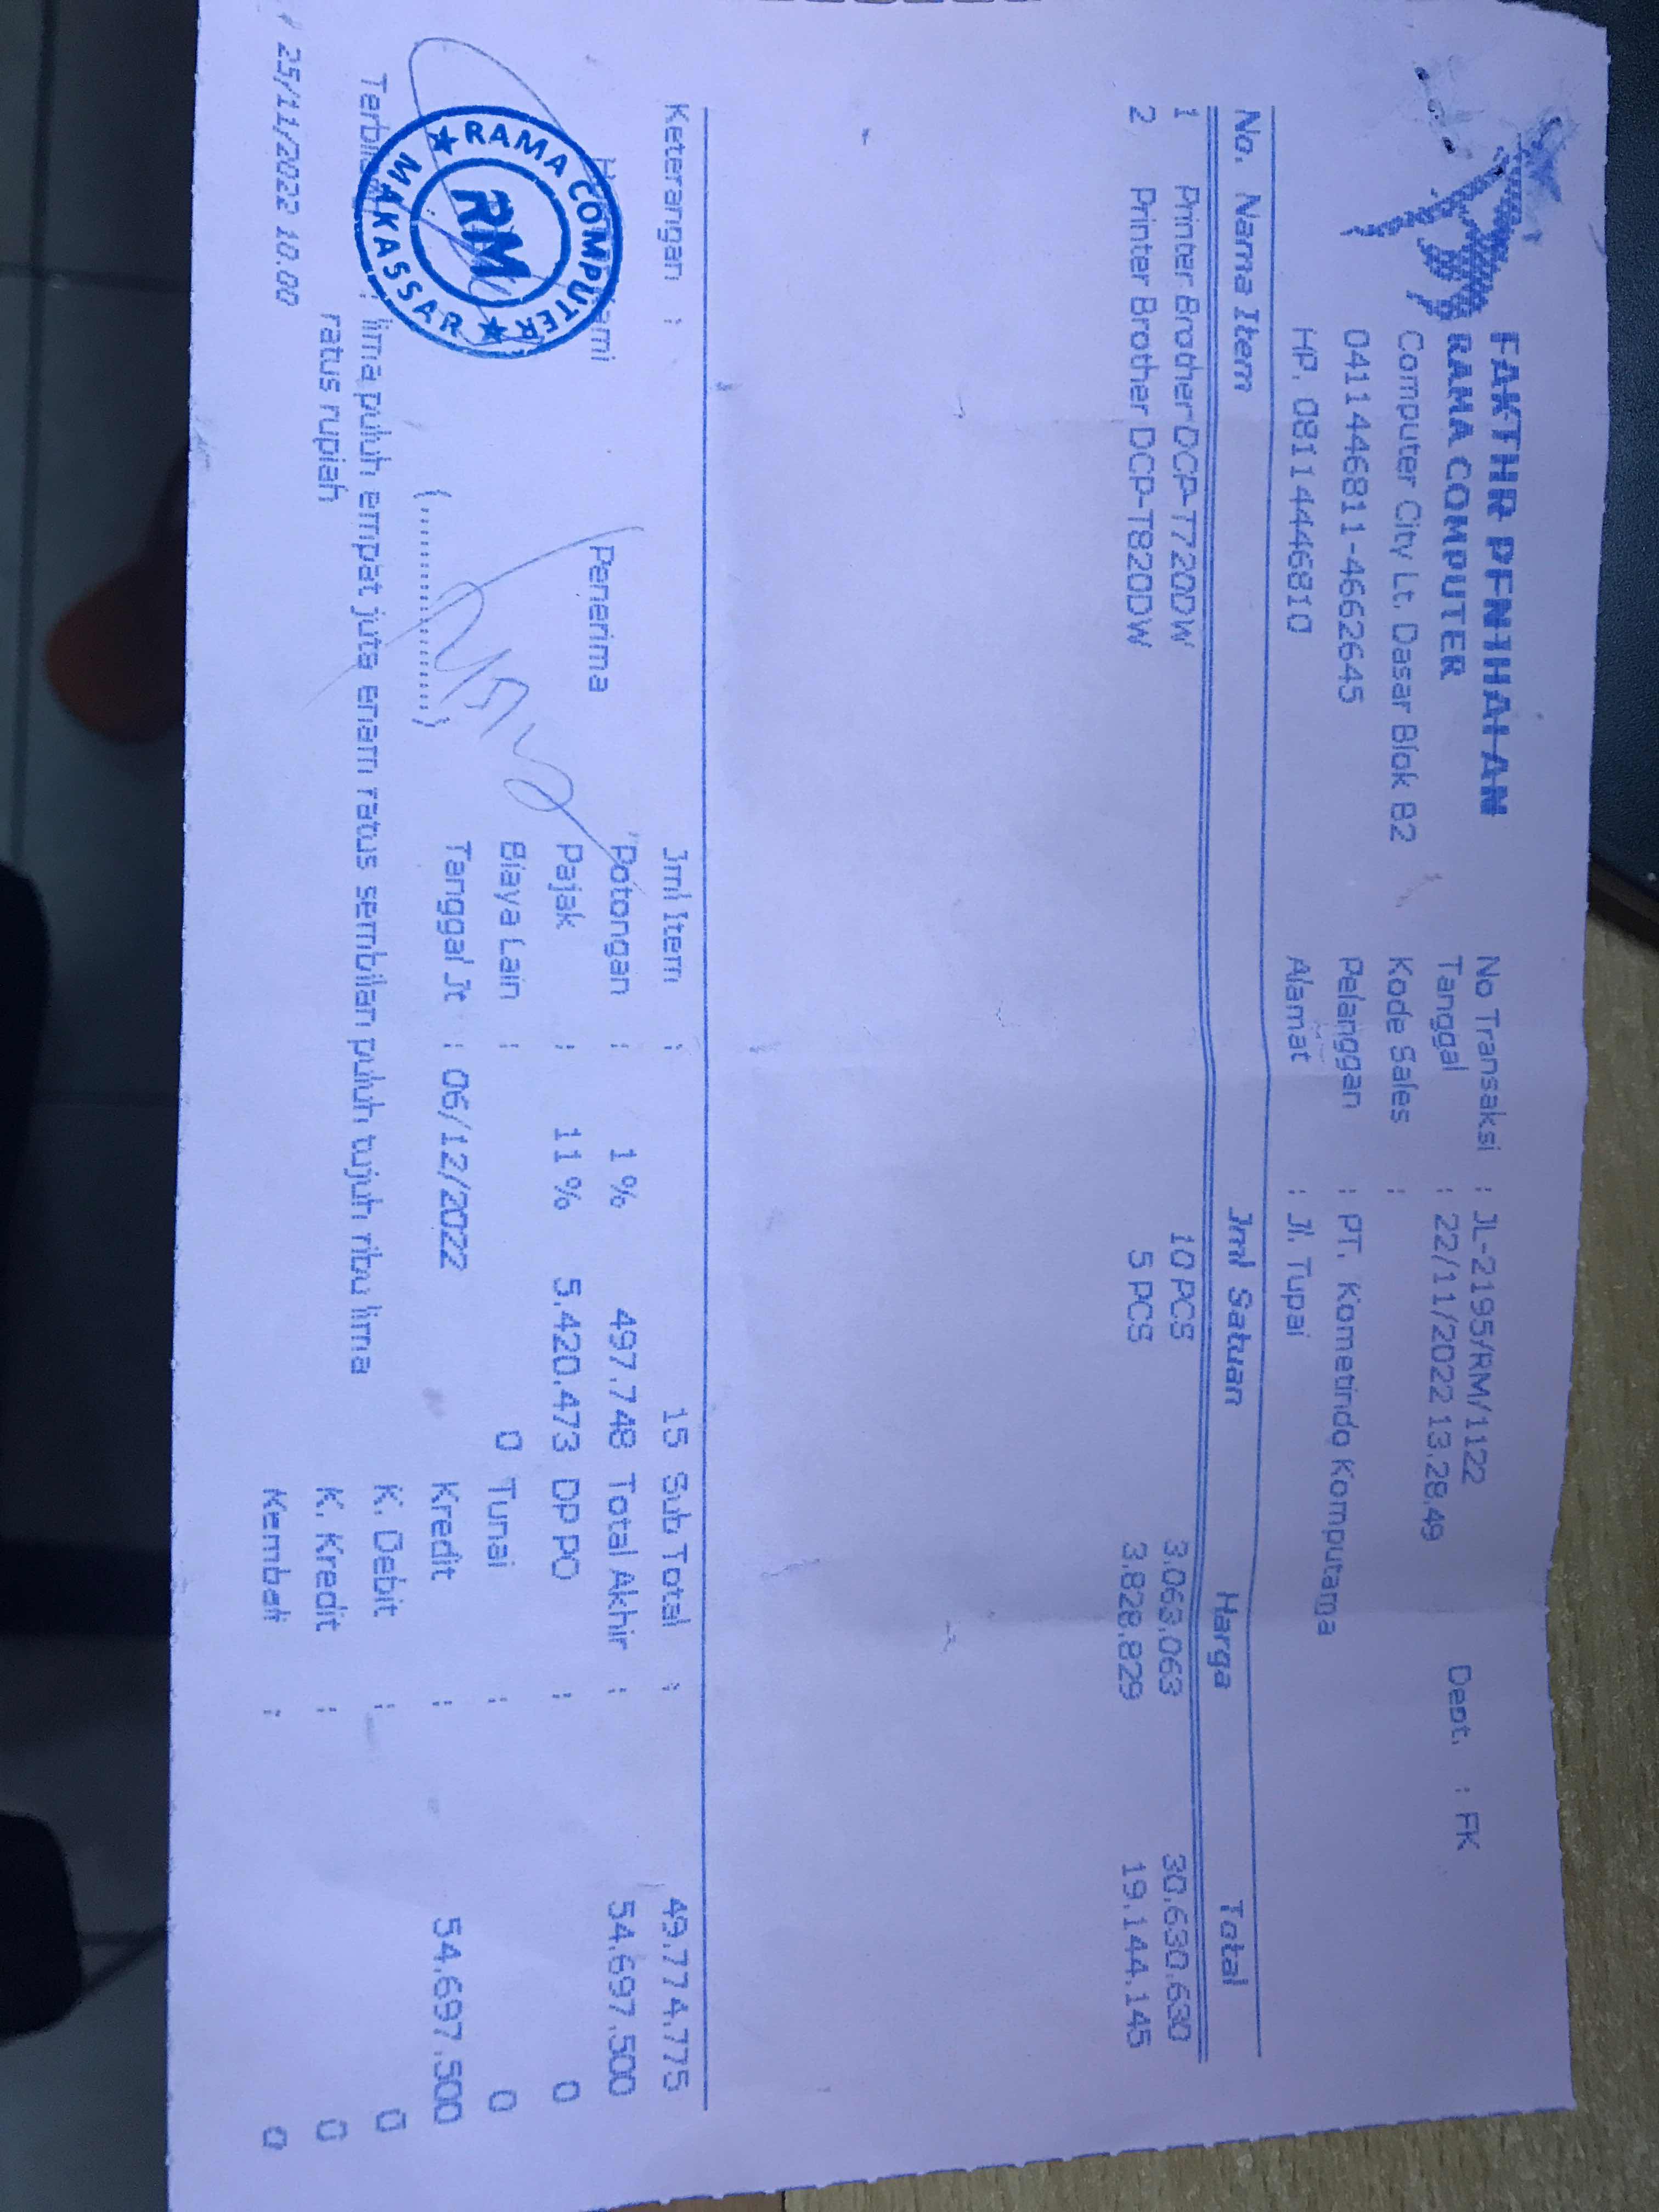 FAKTUR PENJUALAN
RAMA COMPUTER
Computer City Lt. Dasar Blok B2
0411 446811-4662645
HP. 0811 4446810
No Transaksi : JL-2195/RM/1122
Tanggal : 22/11/2022 13.28.49
Dept. : FK
Kode Sales :
Pelanggan : PT. Kometindo Komputama
Alamat : Jl. Tupai
No. Nama Item Jml Satuan Harga Total
1 Printer Brother DCP-T720DW 10 PCS 3.063.063 30.630.630
2 Printer Brother DCP-T820DW 5 PCS 3.828.829 19.144.145
Keterangan : Jml Item : 15 Sub Total : 49.774.775
Penerima Potongan : 1 % 497.748 Total Akhir : 54.697.500
Pajak : 11 % 5.420.473 DP PO : 0
Biaya Lain : 0 Tunai : 0
(......................) Tanggal Jt : 06/12/2022 Kredit : 54.697.500
K. Debit : 0
K. Kredit : 0
Kembali : 0
: lima puluh empat juta enam ratus sembilan puluh tujuh ribu lima
ratus rupiah
/ 25/11/2022 10.00
RAMA COMPUTER
RM
MAKASSAR